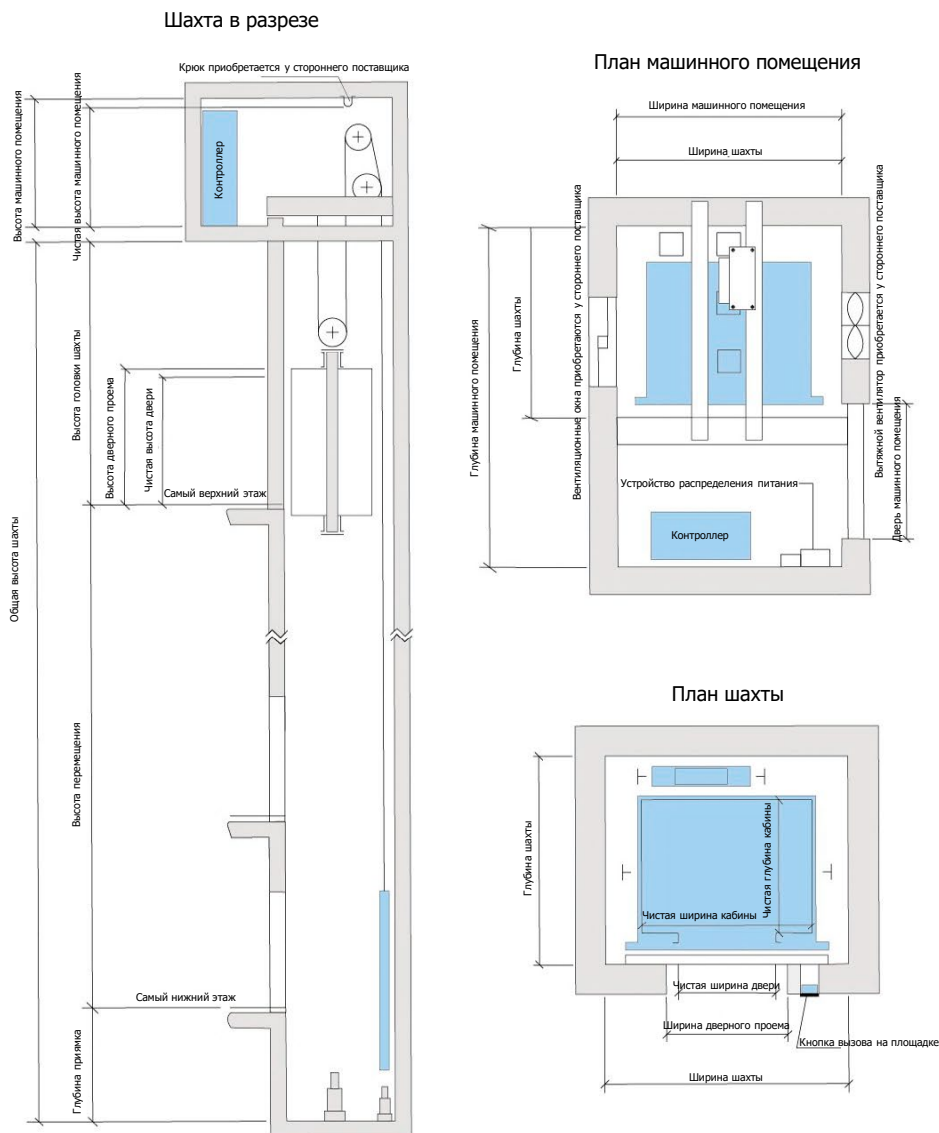 Шахта в разрезе
Крюк приобретается у стороннего поставщика
Высота машинного помещения
Чистая высота машинного помещения
Контроллер
Высота головки шахты
Высота дверного проема
Чистая высота двери
Самый верхний этаж
Общая высота шахты
Высота перемещения
Самый нижний этаж
Глубина приямка
План машинного помещения
Ширина машинного помещения
Ширина шахты
Глубина машинного помещения
Глубина шахты
Вентиляционные окна приобретаются у стороннего поставщика
Вытяжной вентилятор приобретается у стороннего поставщика
Дверь машинного помещения
Устройство распределения питания
Контроллер
План шахты
Глубина шахты
Чистая глубина кабины
Чистая ширина кабины
Чистая ширина двери
Ширина дверного проема
Кнопка вызова на площадке
Ширина шахты